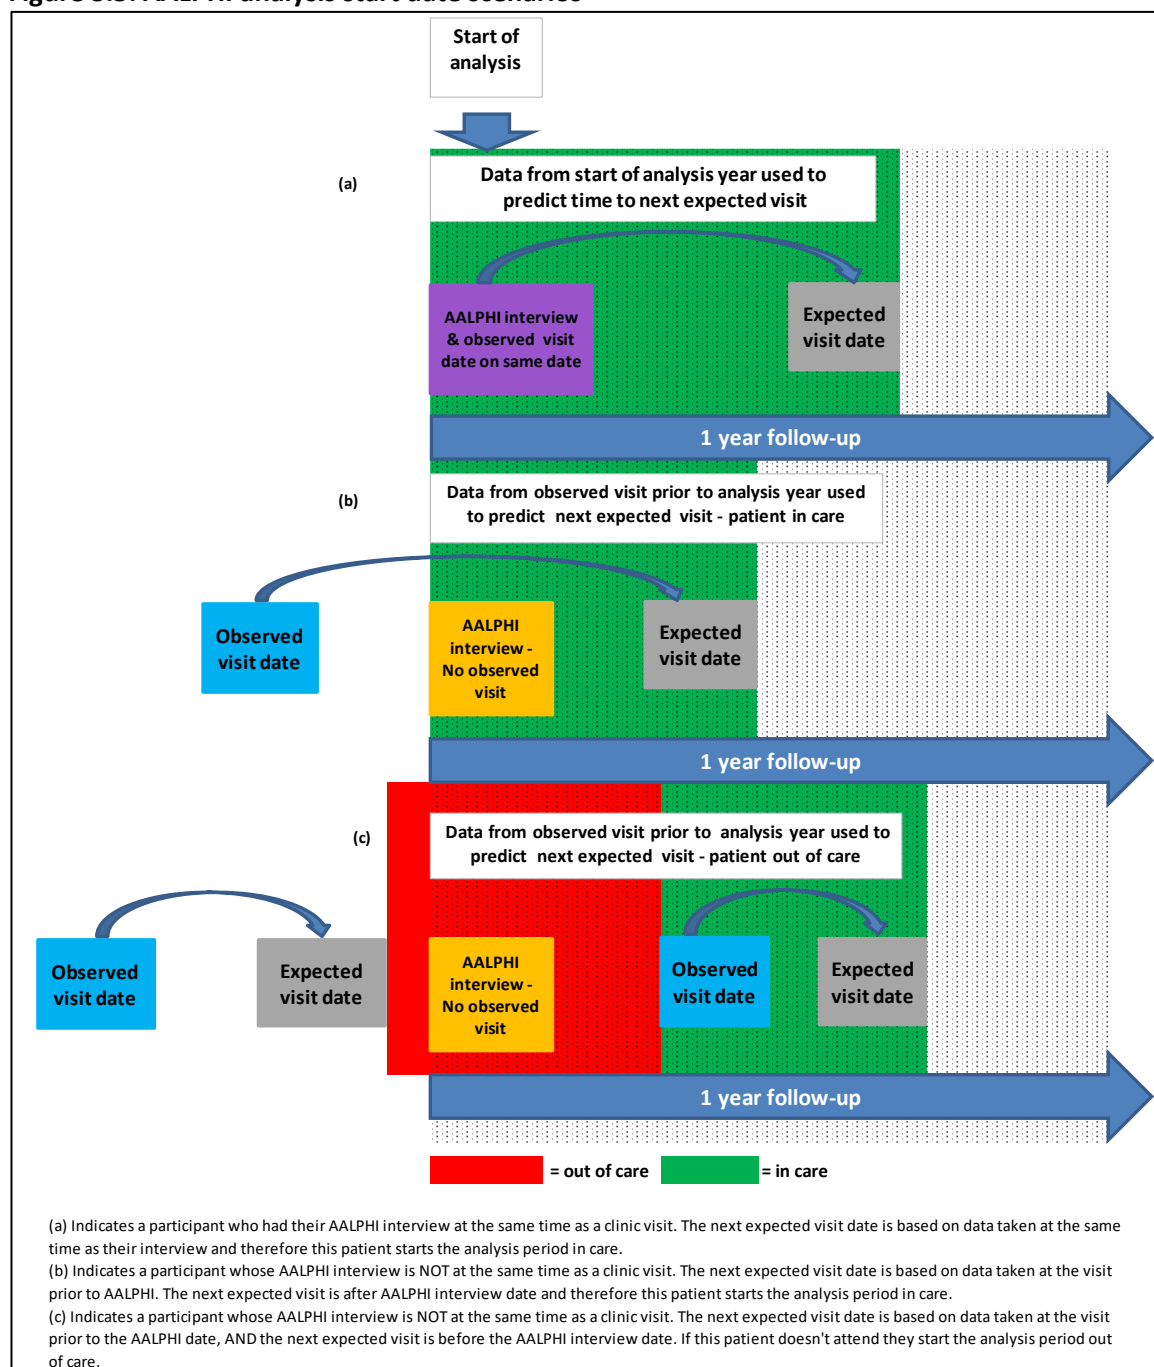 Start of
analysis
(a)
Data from start of analysis year used to
predict time to next expected visit
AALPHI interview
& observed visit
date on same date
Expected
visit date
1 year follow-up
(b)
Data from observed visit prior to analysis year used
to predict next expected visit - patient in care
Observed
visit date
AALPHI
interview -
No observed
visit
Expected
visit date
1 year follow-up
(c)
Data from observed visit prior to analysis year used to
predict next expected visit - patient out of care
Observed
visit date
Expected
visit date
AALPHI
interview -
No observed
visit
Observed
visit date
Expected
visit date
1 year follow-up
= out of care
= in care
(a) Indicates a participant who had their AALPHI interview at the same time as a clinic visit. The next expected visit date is based on data taken at the same
time as their interview and therefore this patient starts the analysis period in care.
(b) Indicates a participant whose AALPHI interview is NOT at the same time as a clinic visit. The next expected visit date is based on data taken at the visit
prior to AALPHI. The next expected visit is after AALPHI interview date and therefore this patient starts the analysis period in care.
(c) Indicates a participant whose AALPHI interview is NOT at the same time as a clinic visit. The next expected visit date is based on data taken at the visit
prior to the AALPHI date, AND the next expected visit is before the AALPHI interview date. If this patient doesn't attend they start the analysis period out
of care.